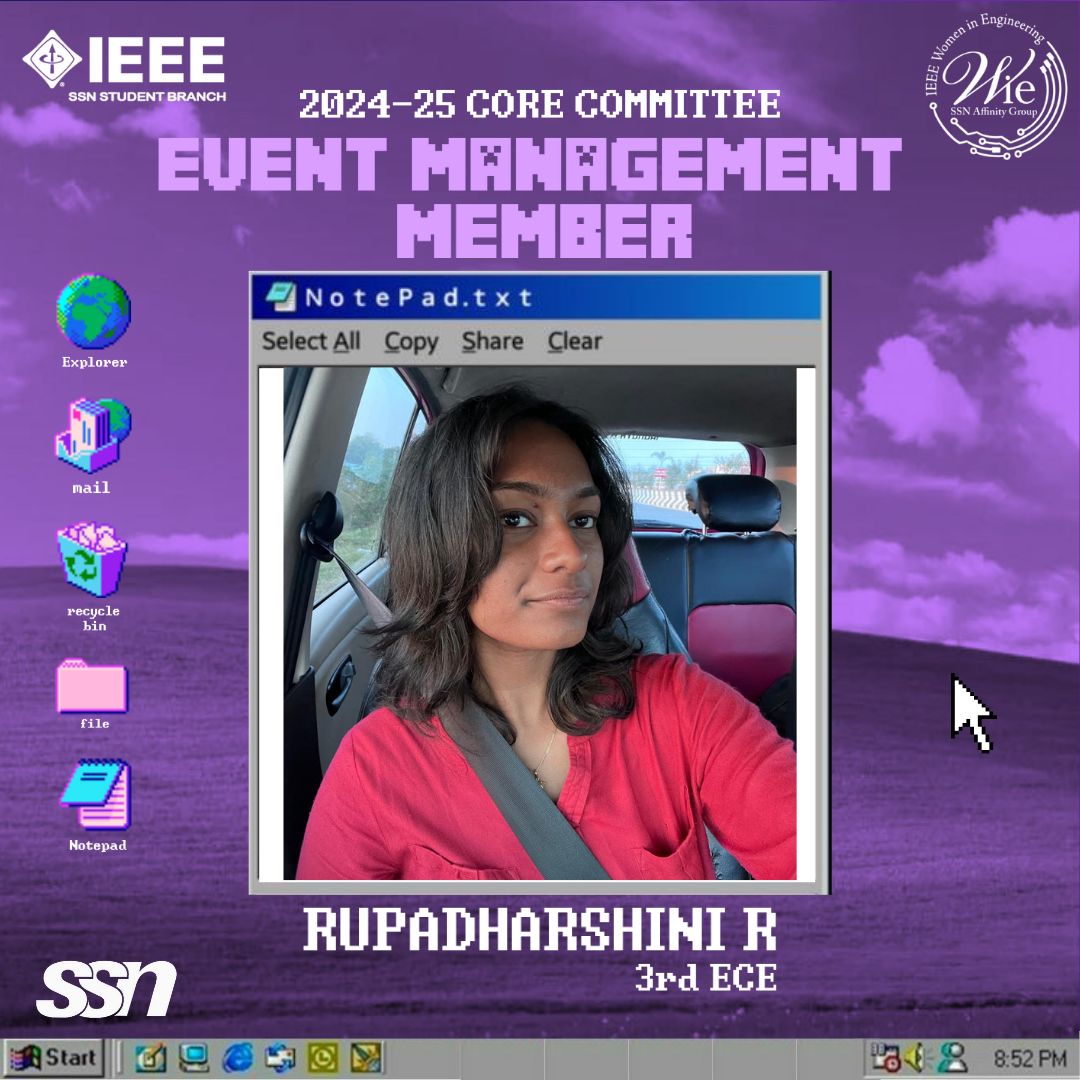 IEEE
SSN STUDENT BRANCH
IEEE Women in Engineering
WiE
SSN Affinity Group
2024-25 CORE COMMITTEE
EVENT MANAGEMENT
MEMBER
NotePad.txt
Select All Copy Share Clear
Explorer
mail
recycle
bin
file
Notepad
HYUNDAI
RUPADHARSHINI R
3rd ECE
ssn
Start
8:52 PM